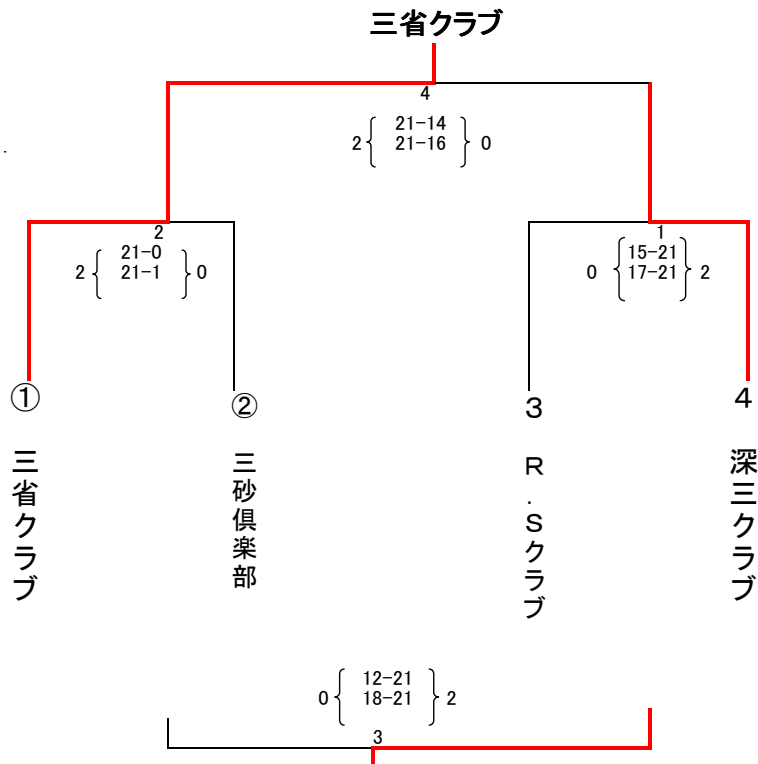 三省クラブ
4
21-14
2 { 21-16 } 0
2
21-0
2 { 21-1 } 0
1
15-21
0 { 17-21 } 2
①
三省クラブ
②
三砂倶楽部
3
R.Sクラブ
4
深三クラブ
12-21
0 { 18-21 } 2
3